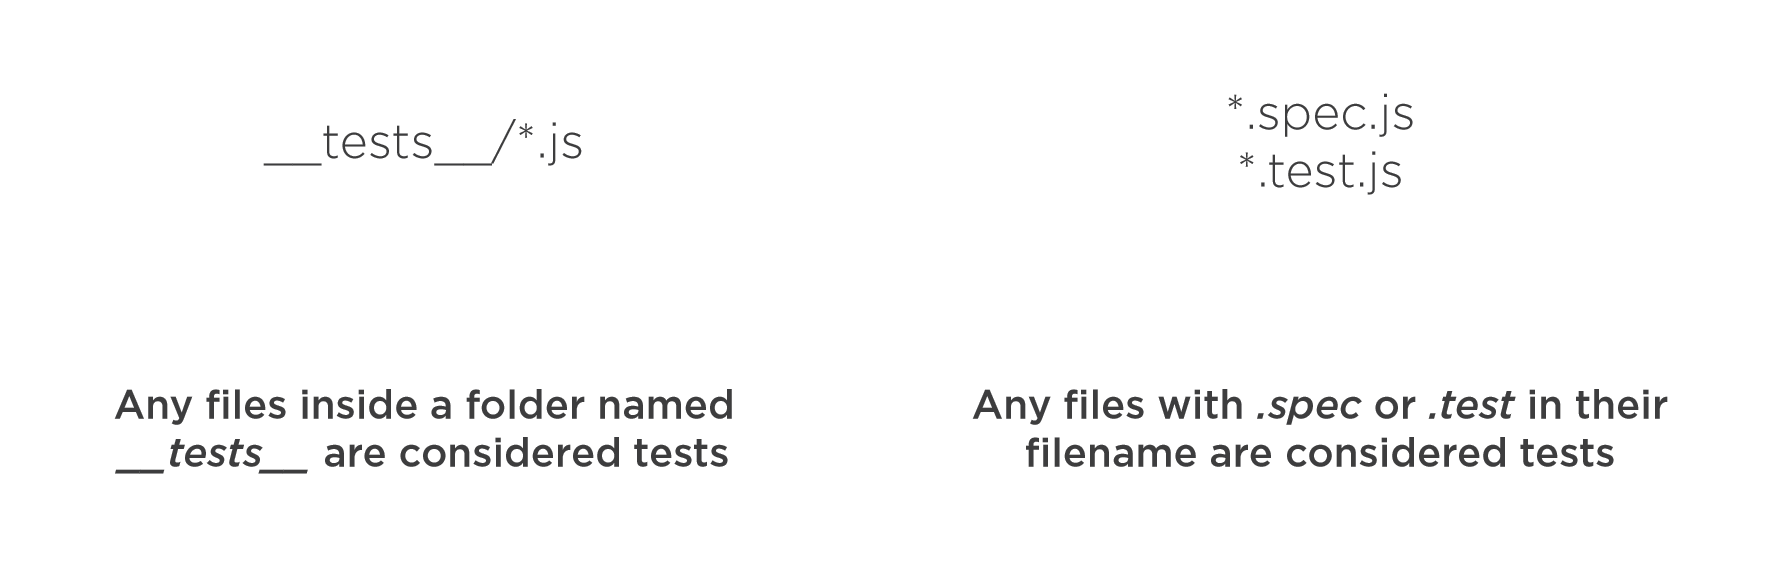 __tests__/*.js
Any files inside a folder named
__tests__ are considered tests
*.spec.js
*.test.js
Any files with .spec or .test in their
filename are considered tests